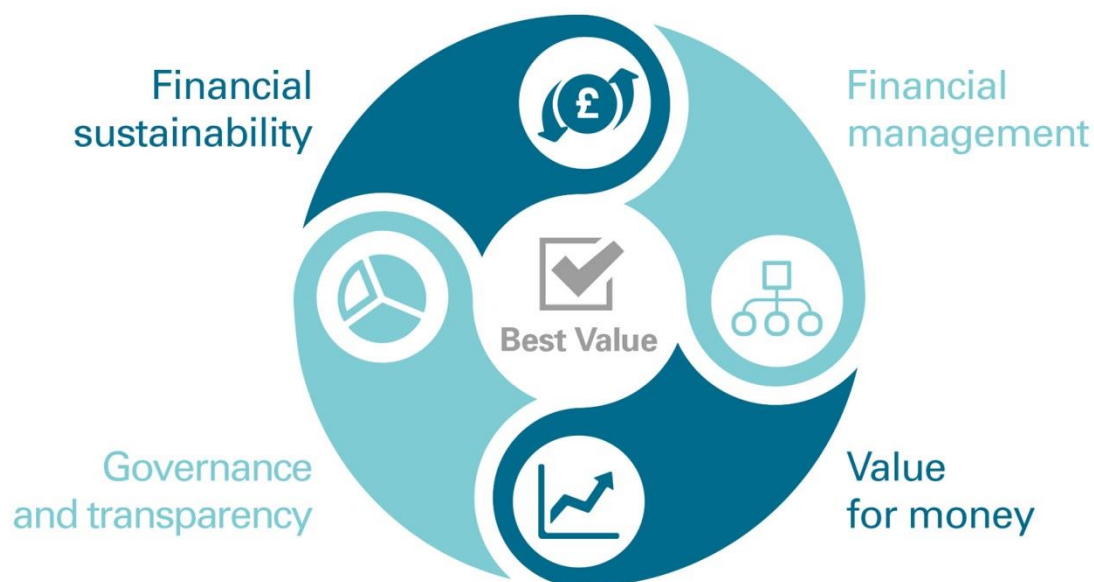 Financial
sustainability
£
Financial
management
Best Value
Governance
and transparency
Value
for money